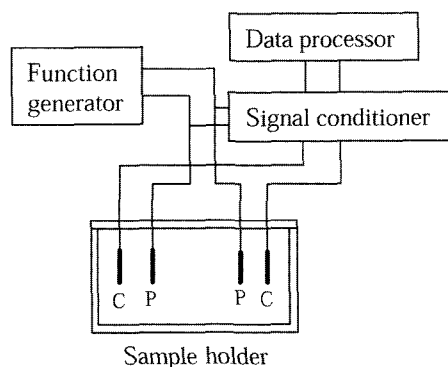 Data processor
Function
generator
Signal conditioner
C P P C
Sample holder